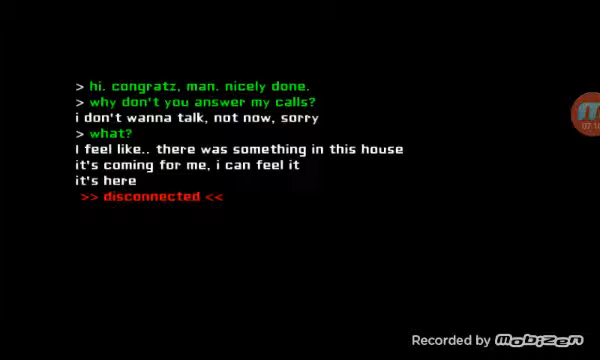 > hi. congratz, man. nicely done.
> why don't you answer my calls?
i don't wanna talk, not now, sorry
> what?
I feel like.. there was something in this house
it's coming for me, i can feel it
it's here
>> disconnected <<
Recorded by Mobizen